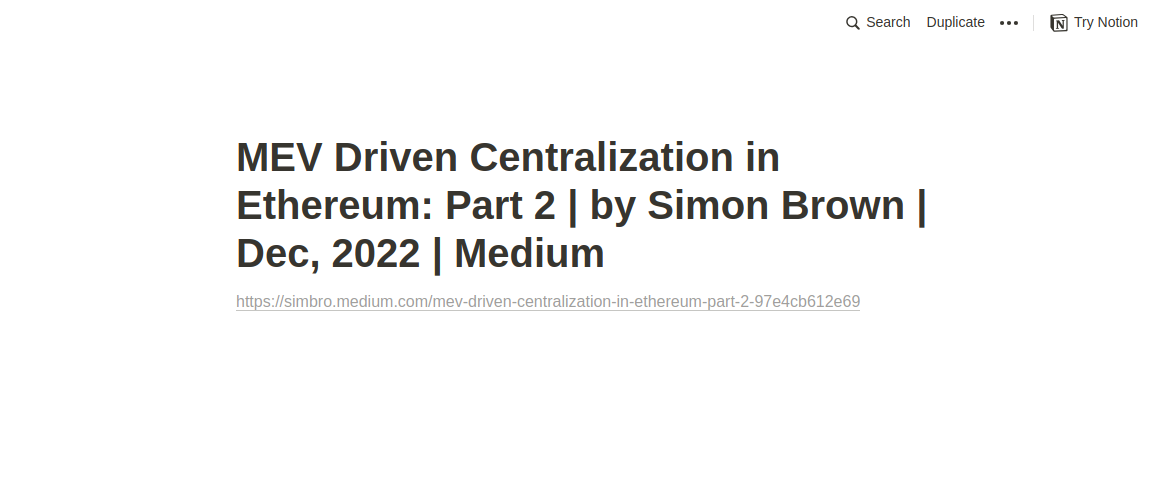 Search Duplicate Try Notion
MEV Driven Centralization in
Ethereum: Part 2 | by Simon Brown |
Dec, 2022 | Medium
https://simbro.medium.com/mev-driven-centralization-in-ethereum-part-2-97e4cb612e69